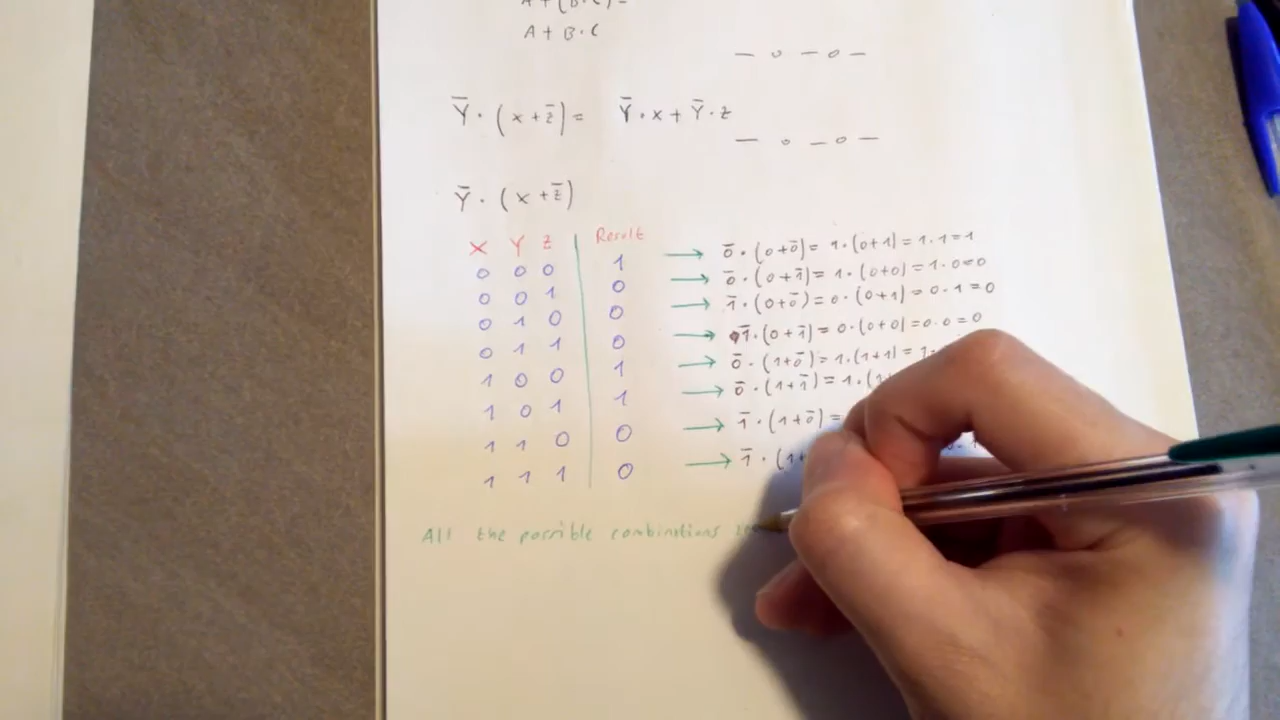 A + (B·C) =
A + B·C
— o — o —
Y̅ · (x + z̅) = Y̅ · x + Y̅ · z
— o — o —
Y̅ · (x + z̅)
X Y Z Result
0 0 0 1 → 0̅ · (0+0̅) = 1 · (0+1) = 1 · 1 = 1
0 0 1 0 → 0̅ · (0+1̅) = 1 · (0+0) = 1 · 0 = 0
0 1 0 0 → 1̅ · (0+0̅) = 0 · (0+1) = 0 · 1 = 0
0 1 1 0 → 1̅ · (0+1̅) = 0 · (0+0) = 0 · 0 = 0
1 0 0 1 → 0̅ · (1+0̅) = 1 · (1+1) = 1 ·
1 0 1 1 → 0̅ · (1+1̅) = 1 · (1+
1 1 0 0 → 1̅ · (1+0̅) =
1 1 1 0 → 1̅ · (1+
All the possible combinations